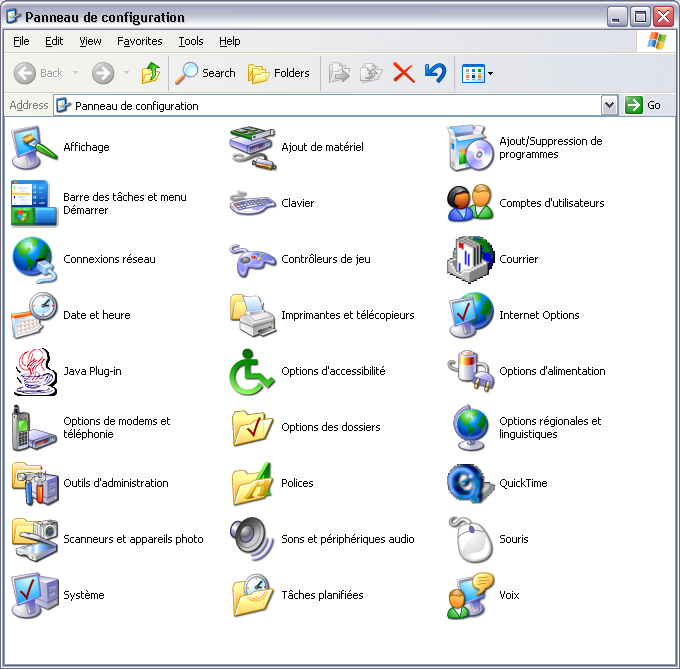 Panneau de configuration
File Edit View Favorites Tools Help
Back Search Folders
Address Panneau de configuration Go
Affichage
Ajout de matériel
Ajout/Suppression de
programmes
Barre des tâches et menu
Démarrer
Clavier
Comptes d'utilisateurs
Connexions réseau
Contrôleurs de jeu
Courrier
Date et heure
Imprimantes et télécopieurs
Internet Options
Java Plug-in
Options d'accessibilité
Options d'alimentation
Options de modems et
téléphonie
Options des dossiers
Options régionales et
linguistiques
Outils d'administration
Polices
QuickTime
Scanneurs et appareils photo
Sons et périphériques audio
Souris
Système
Tâches planifiées
Voix